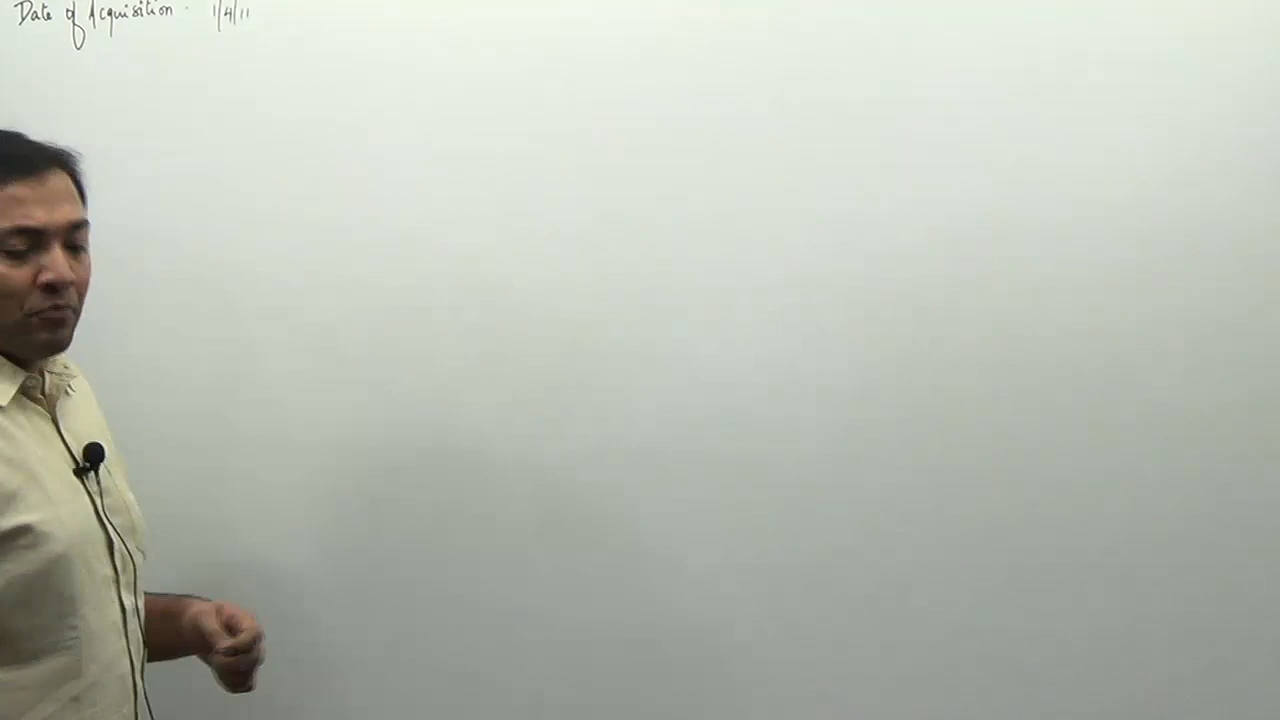 Date of Acquisition - 1/4/11